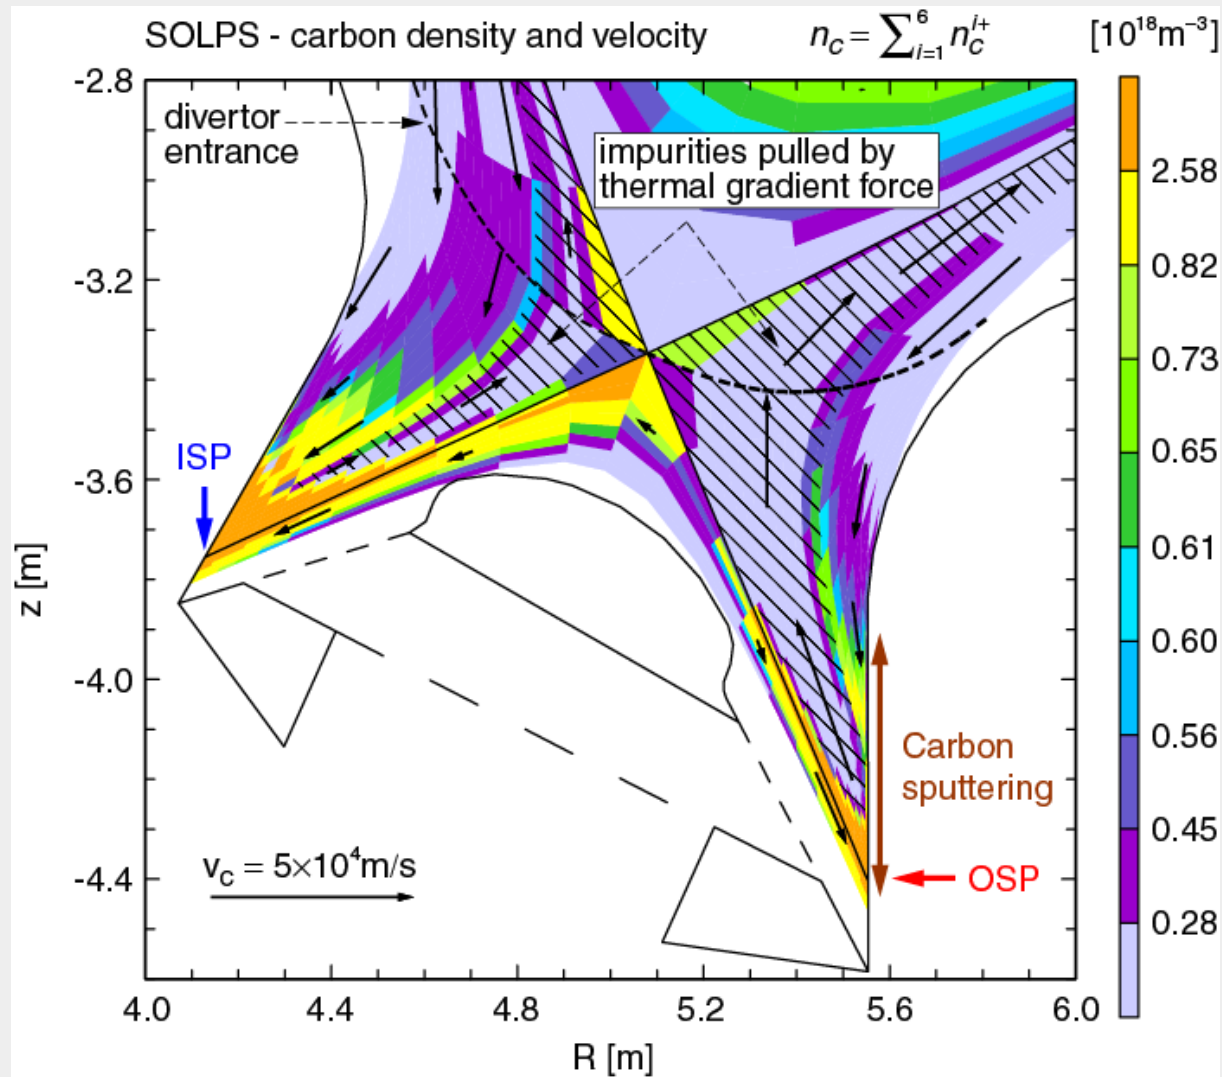 SOLPS - carbon density and velocity
n_C = ∑_{i=1}^{6} n_C^{i+}
[10^{18}m^{−3}]
-2.8
-3.2
-3.6
-4.0
-4.4
z [m]
divertor
entrance
impurities pulled by
thermal gradient force
ISP
Carbon
sputtering
OSP
v_C = 5×10^4m/s
4.0
4.4
4.8
5.2
5.6
6.0
R [m]
2.58
0.82
0.73
0.65
0.61
0.60
0.56
0.45
0.28